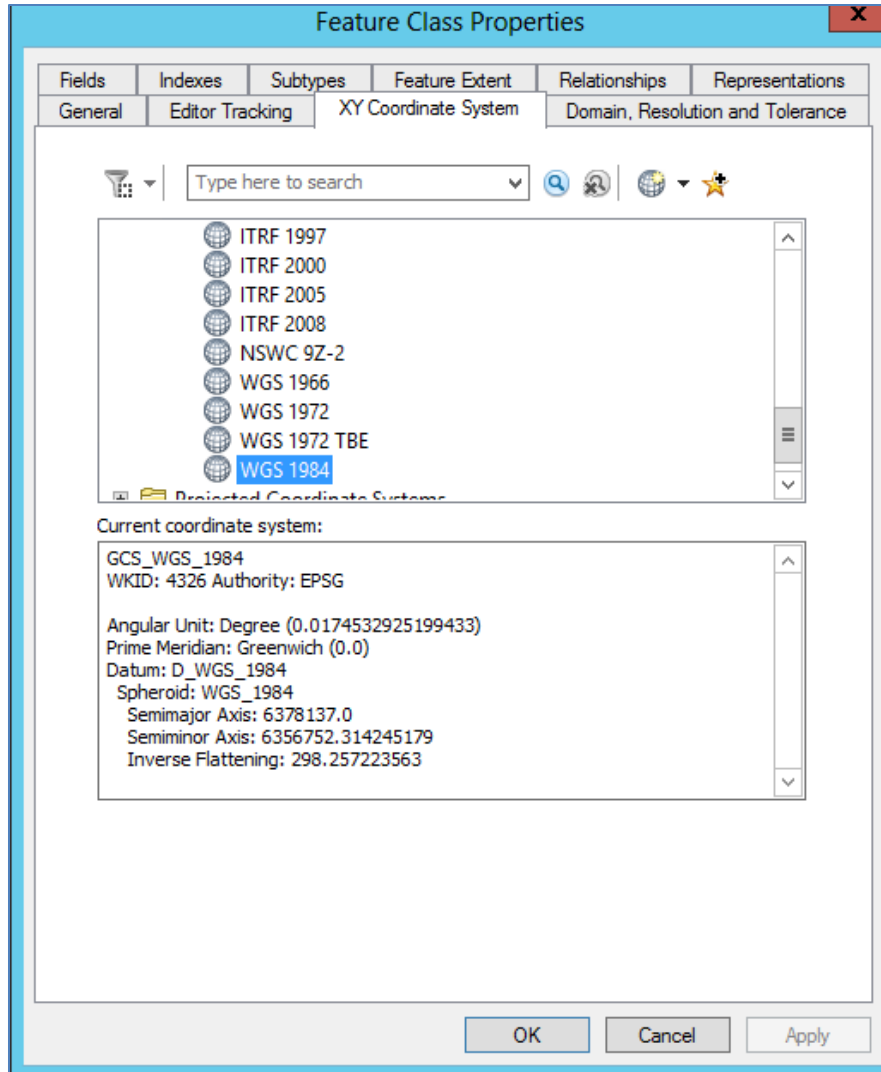 Feature Class Properties
x
Fields Indexes Subtypes Feature Extent Relationships Representations
General Editor Tracking XY Coordinate System Domain, Resolution and Tolerance
Type here to search
ITRF 1997
ITRF 2000
ITRF 2005
ITRF 2008
NSWC 9Z-2
WGS 1966
WGS 1972
WGS 1972 TBE
WGS 1984
Projected Coordinate Systems
Current coordinate system:
GCS_WGS_1984
WKID: 4326 Authority: EPSG
Angular Unit: Degree (0.0174532925199433)
Prime Meridian: Greenwich (0.0)
Datum: D_WGS_1984
Spheroid: WGS_1984
Semimajor Axis: 6378137.0
Semiminor Axis: 6356752.314245179
Inverse Flattening: 298.257223563
OK Cancel Apply